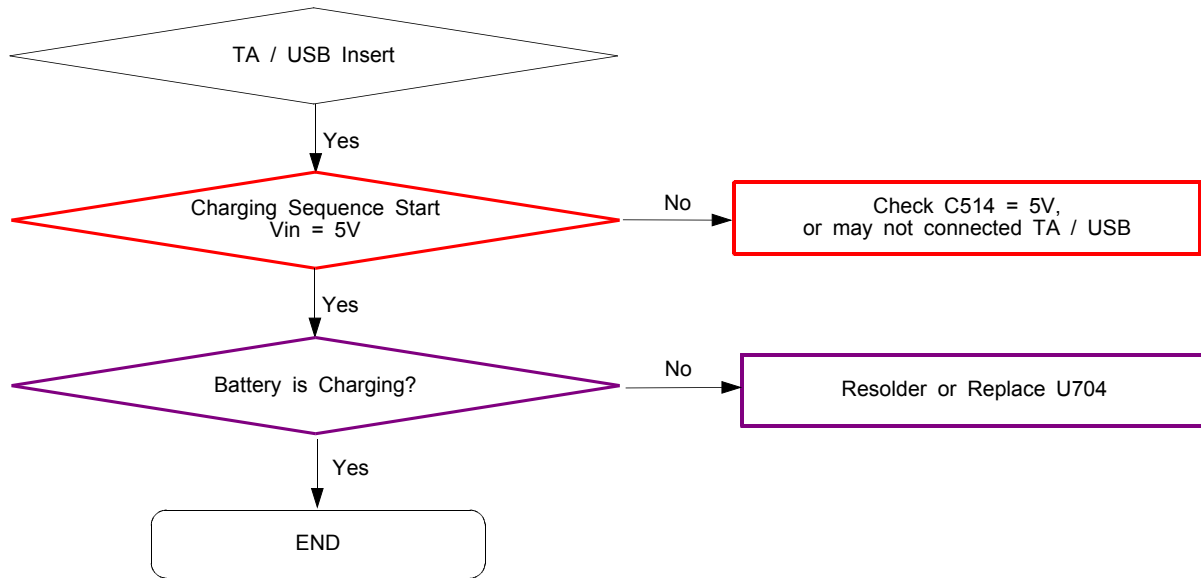 TA / USB Insert
Yes
Charging Sequence Start
Vin = 5V
No
Check C514 = 5V,
or may not connected TA / USB
Yes
Battery is Charging?
No
Resolder or Replace U704
Yes
END